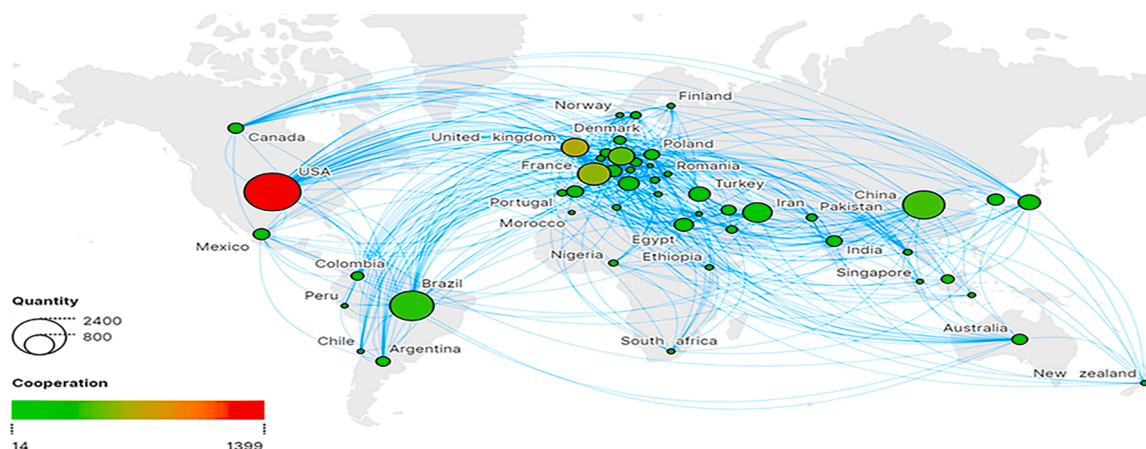 Norway
Finland
Canada
United kingdom
Denmark
Poland
USA
France
Romania
Turkey
China
Portugal
Iran
Pakistan
Morocco
Mexico
Egypt
India
Colombia
Nigeria
Ethiopia
Singapore
Peru
Brazil
Quantity
2400
800
Chile
Argentina
South africa
Australia
New zealand
Cooperation
14
1399